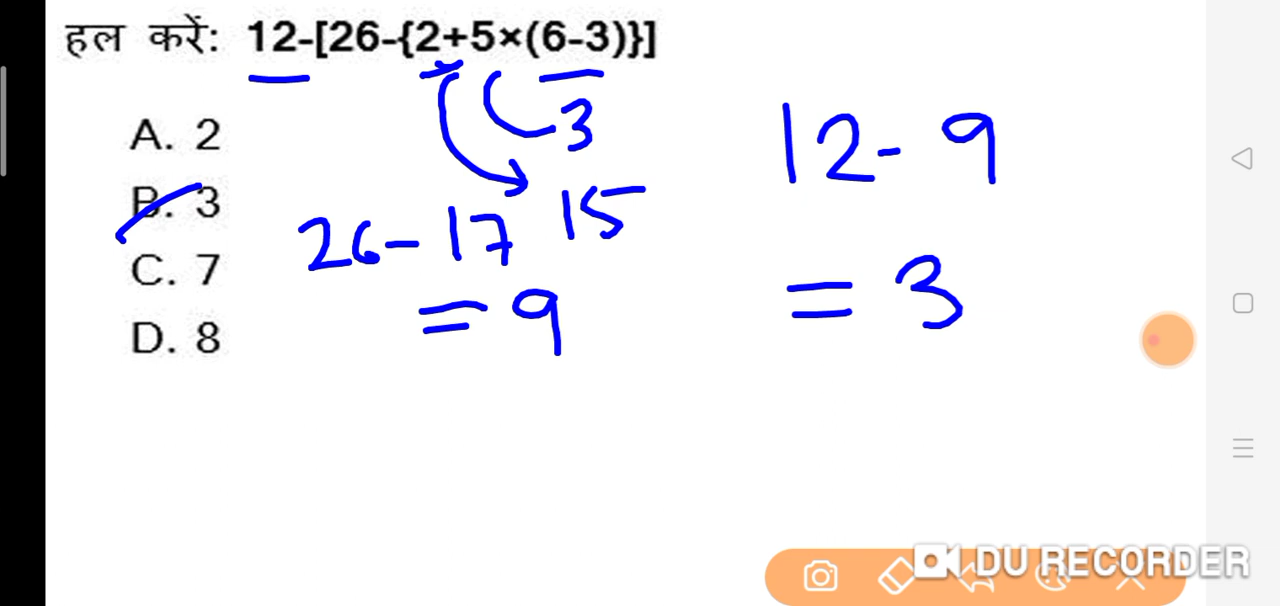 हल करें: 12-[26-{2+5×(6-3)}]
A. 2
B. 3
C. 7
D. 8
3
15
26-17
=9
12-9
=3
DU RECORDER